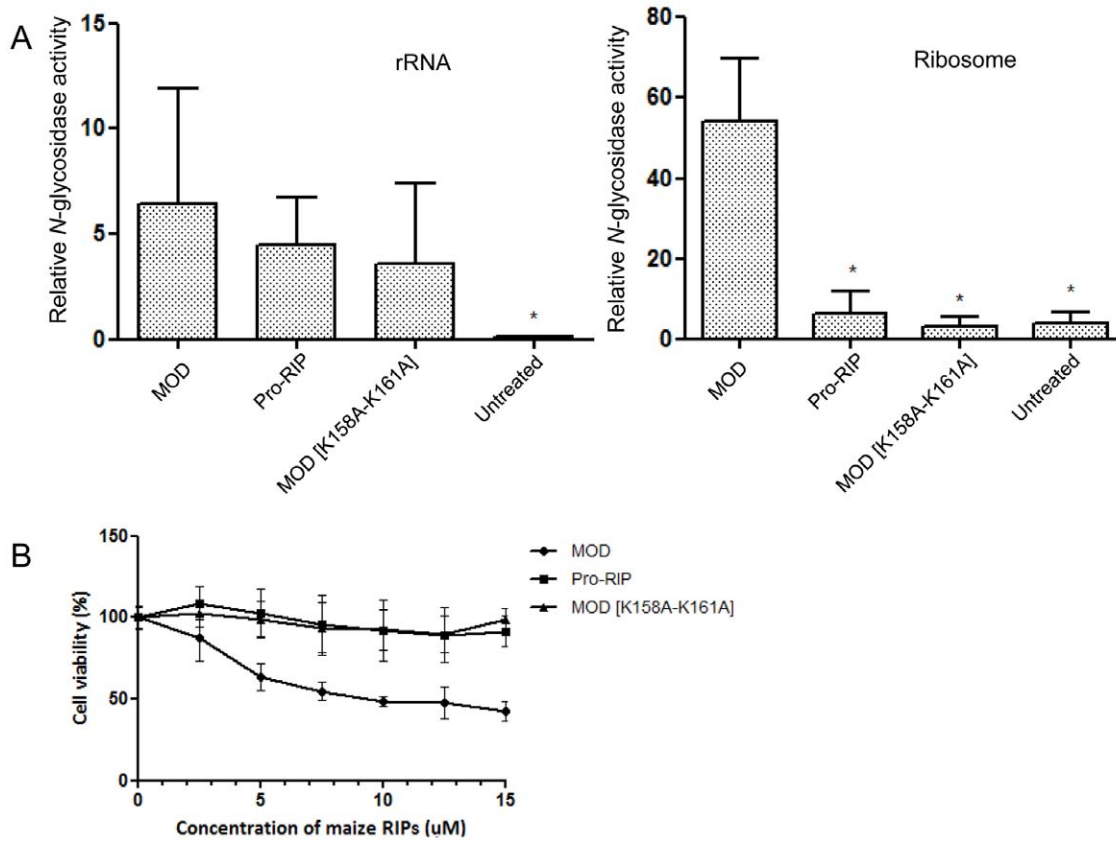 A
Relative N-glycosidase activity
15
10
5
0
rRNA
*
MOD
Pro-RIP
MOD [K158A-K161A]
Untreated
Relative N-glycosidase activity
80
60
40
20
0
Ribosome
*
*
*
MOD
Pro-RIP
MOD [K158A-K161A]
Untreated
B
Cell viability (%)
150
100
50
0
0
5
10
15
Concentration of maize RIPs (uM)
MOD
Pro-RIP
MOD [K158A-K161A]